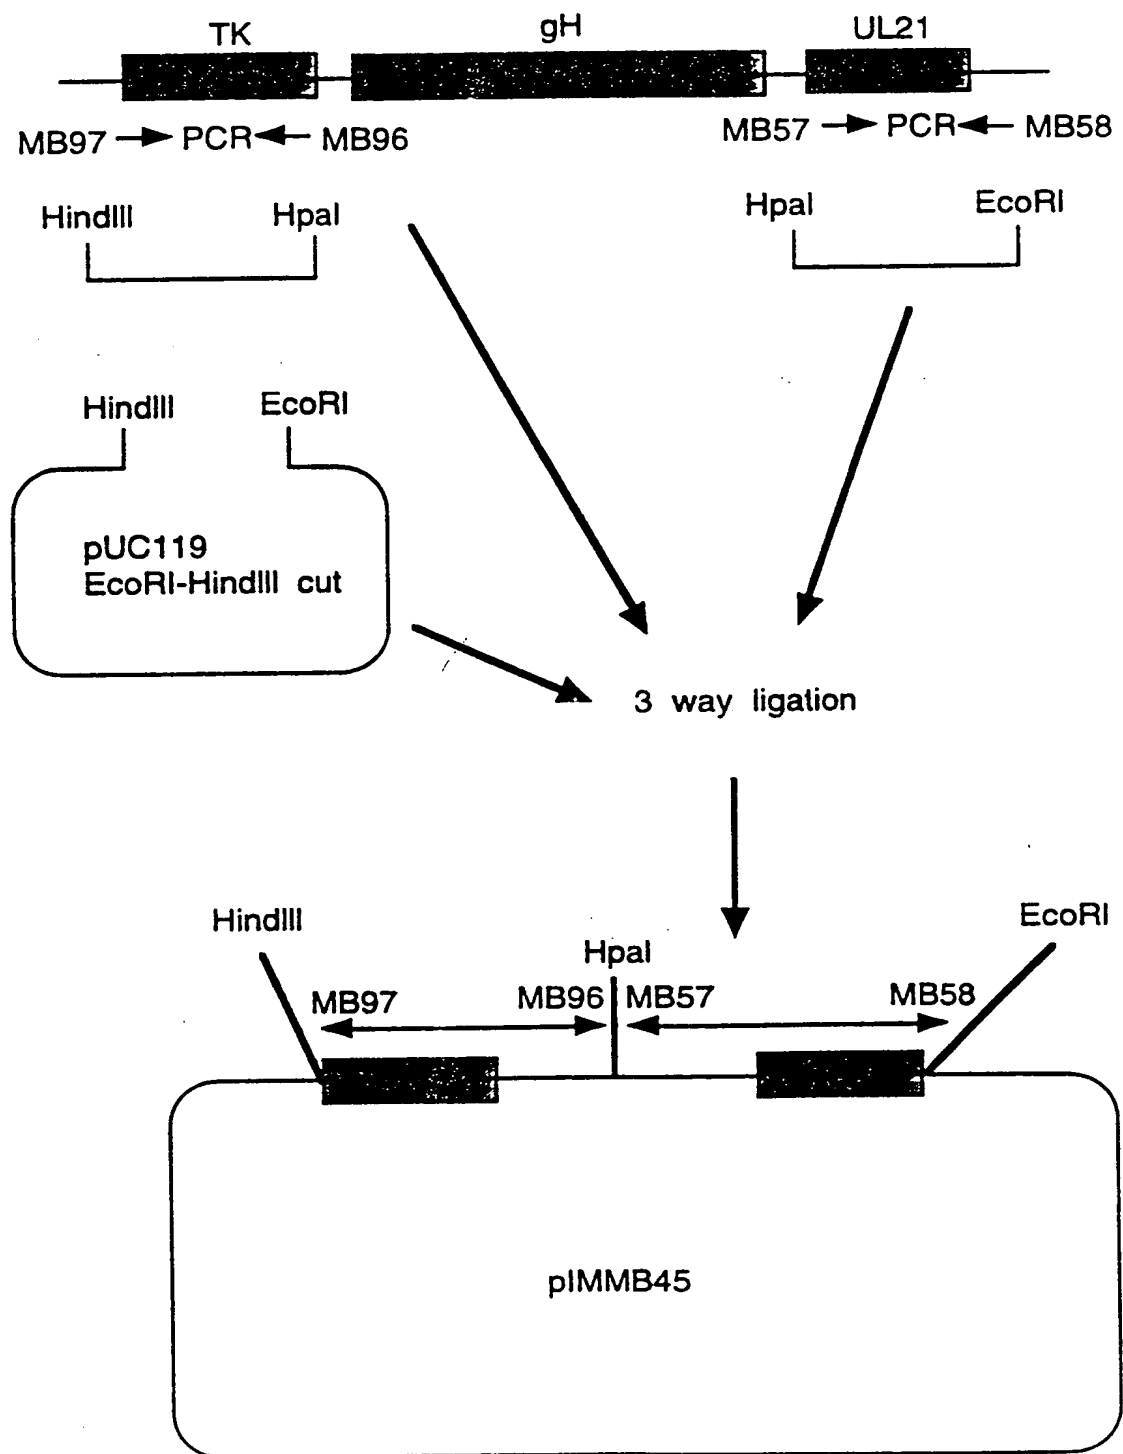 TK gH UL21
MB97 PCR MB96 MB57 PCR MB58
HindIII HpaI HpaI EcoRI
HindIII EcoRI
pUC119
EcoRI-HindIII cut
3 way ligation
HindIII EcoRI
HpaI
MB97 MB96 MB57 MB58
pIMMB45